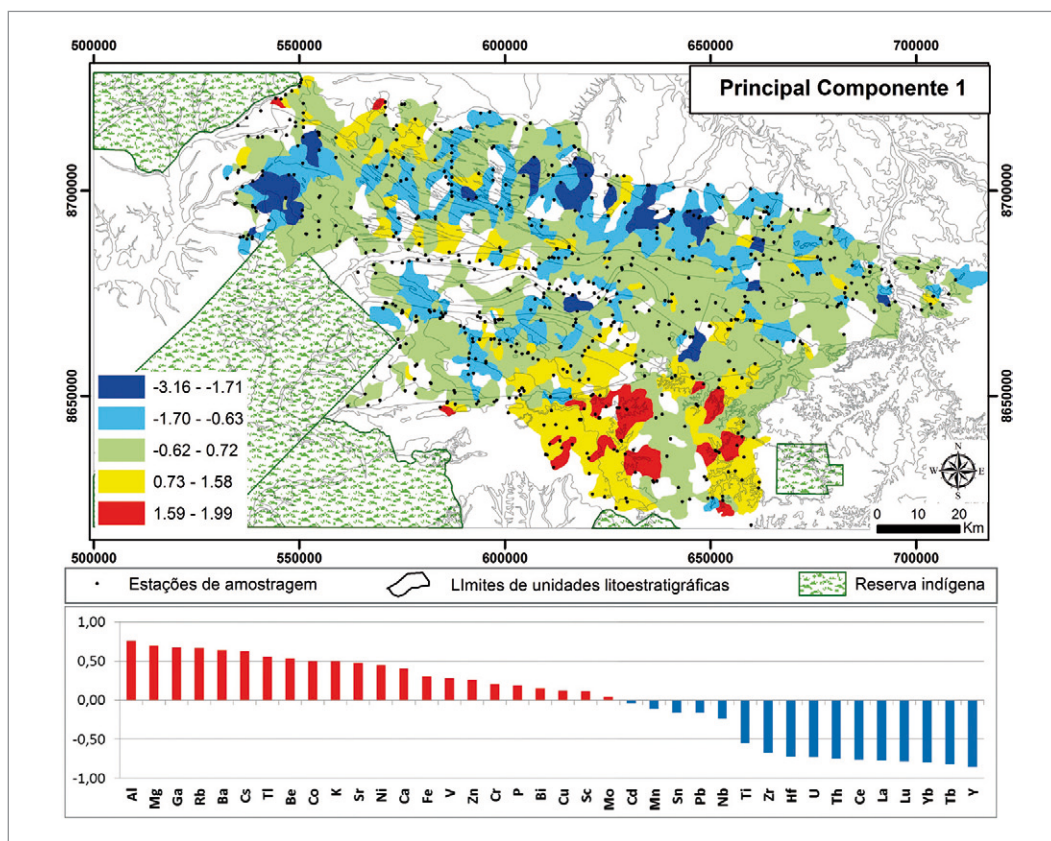 500000 550000 600000 650000 700000
Principal Componente 1
8700000 8700000
8650000 8650000
-3.16 - -1.71
-1.70 - -0.63
-0.62 - 0.72
0.73 - 1.58
1.59 - 1.99
N
W E
S
0 10 20
Km
500000 550000 600000 650000 700000
Estações de amostragem LImites de unidades litoestratigráficas Reserva indígena
1,00
0,50
0,00
-0,50
-1,00
Al Mg Ga Rb Ba Cs Tl Be Co K Sr Ni Ca Fe V Zn Cr P Bi Cu Sc Mo Cd Mn Sn Pb Nb Ti Zr Hf U Th Ce La Lu Yb Tb Y